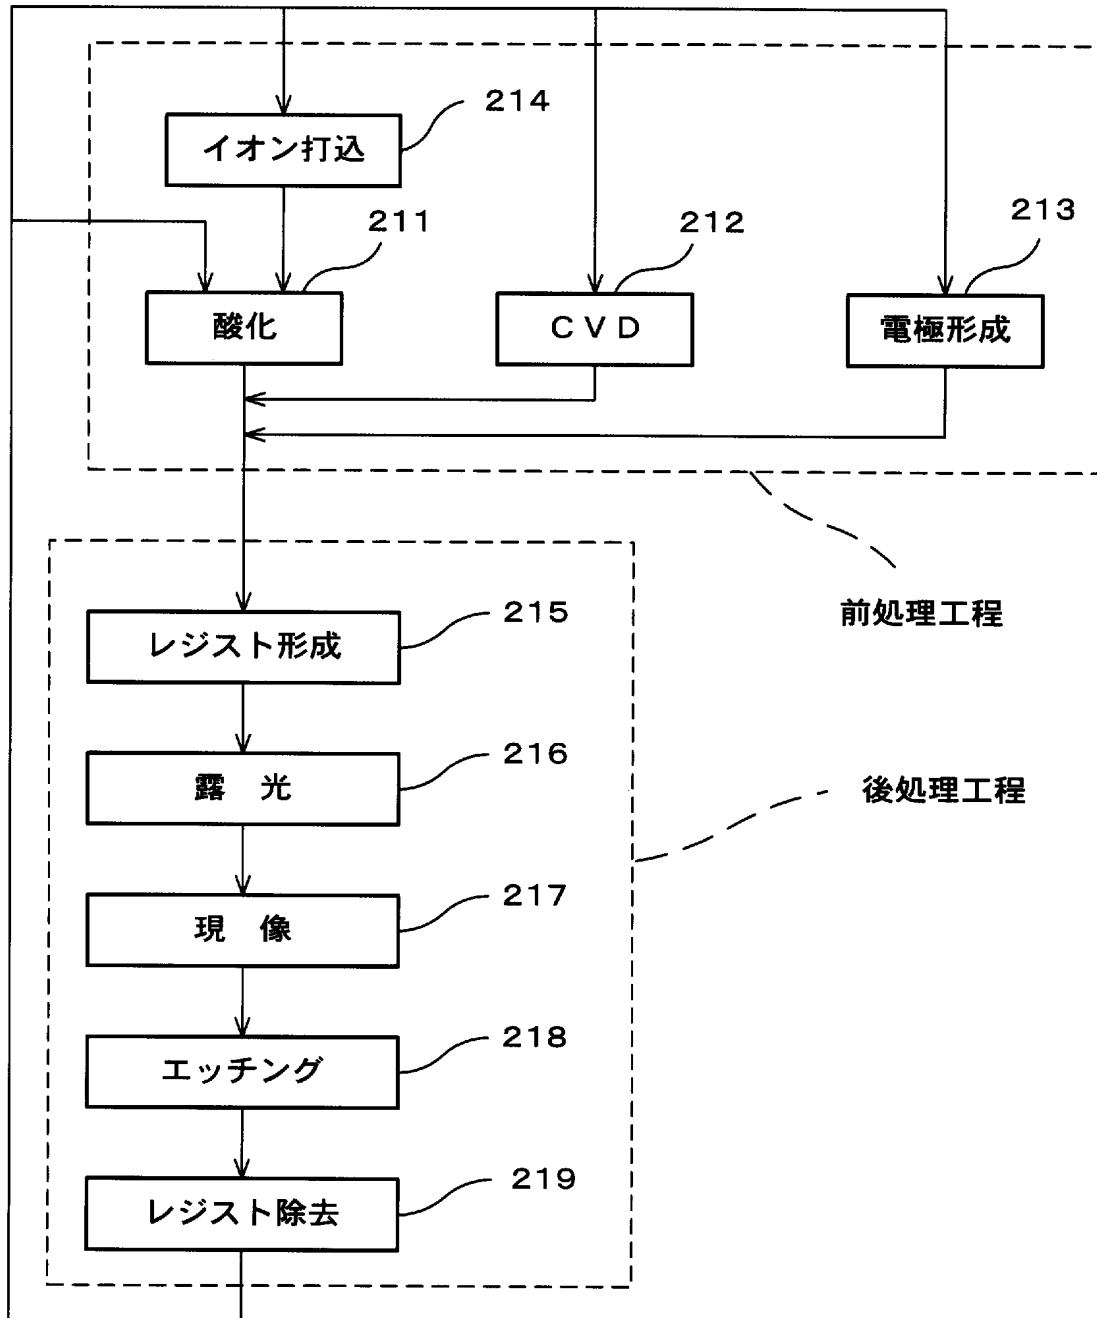 214
イオン打込
211
212
213
酸化
CVD
電極形成
前処理工程
215
レジスト形成
216
露　光
後処理工程
217
現　像
218
エッチング
219
レジスト除去